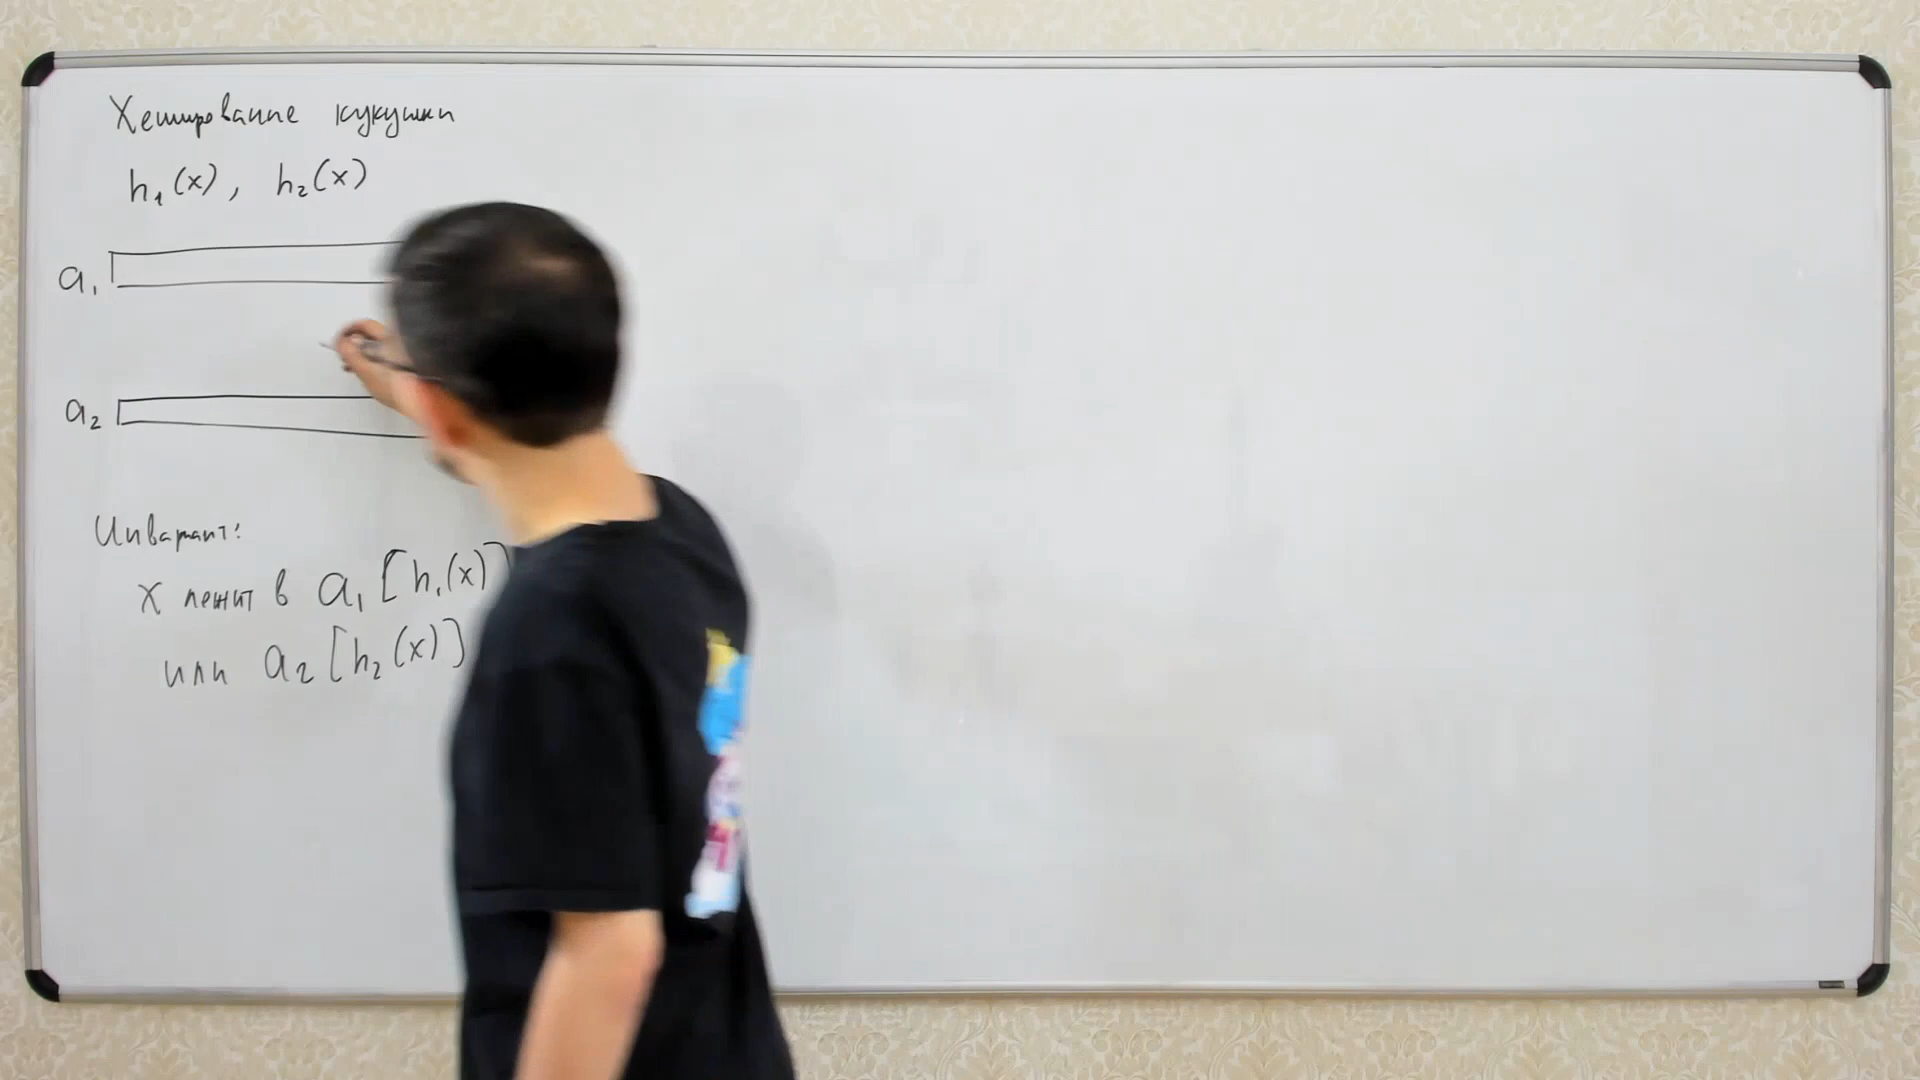 Хеширование кукушки
h₁(x), h₂(x)
a₁
a₂
Инвариант:
x лежит в a₁[h₁(x)]
или a₂[h₂(x)]